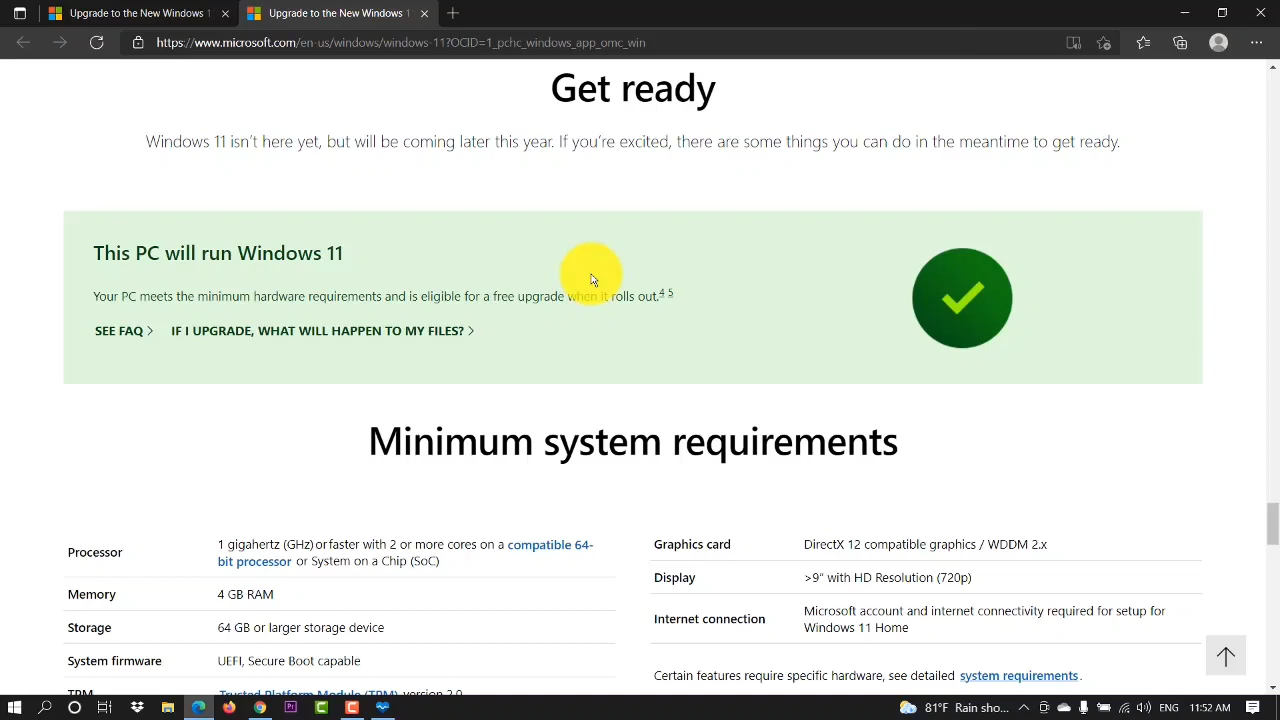 Upgrade to the New Windows 1
Upgrade to the New Windows 1
https://www.microsoft.com/en-us/windows/windows-11?OCID=1_pchc_windows_app_omc_win
Get ready
Windows 11 isn't here yet, but will be coming later this year. If you're excited, there are some things you can do in the meantime to get ready.
This PC will run Windows 11
Your PC meets the minimum hardware requirements and is eligible for a free upgrade when it rolls out.4 5
SEE FAQ
IF I UPGRADE, WHAT WILL HAPPEN TO MY FILES?
Minimum system requirements
Processor
1 gigahertz (GHz) or faster with 2 or more cores on a compatible 64-
bit processor or System on a Chip (SoC)
Memory
4 GB RAM
Storage
64 GB or larger storage device
System firmware
UEFI, Secure Boot capable
TPM
Trusted Platform Module (TPM) version 2.0
Graphics card
DirectX 12 compatible graphics / WDDM 2.x
Display
>9" with HD Resolution (720p)
Internet connection
Microsoft account and internet connectivity required for setup for
Windows 11 Home
Certain features require specific hardware, see detailed system requirements.
Pr
81°F Rain sho...
ENG
11:52 AM